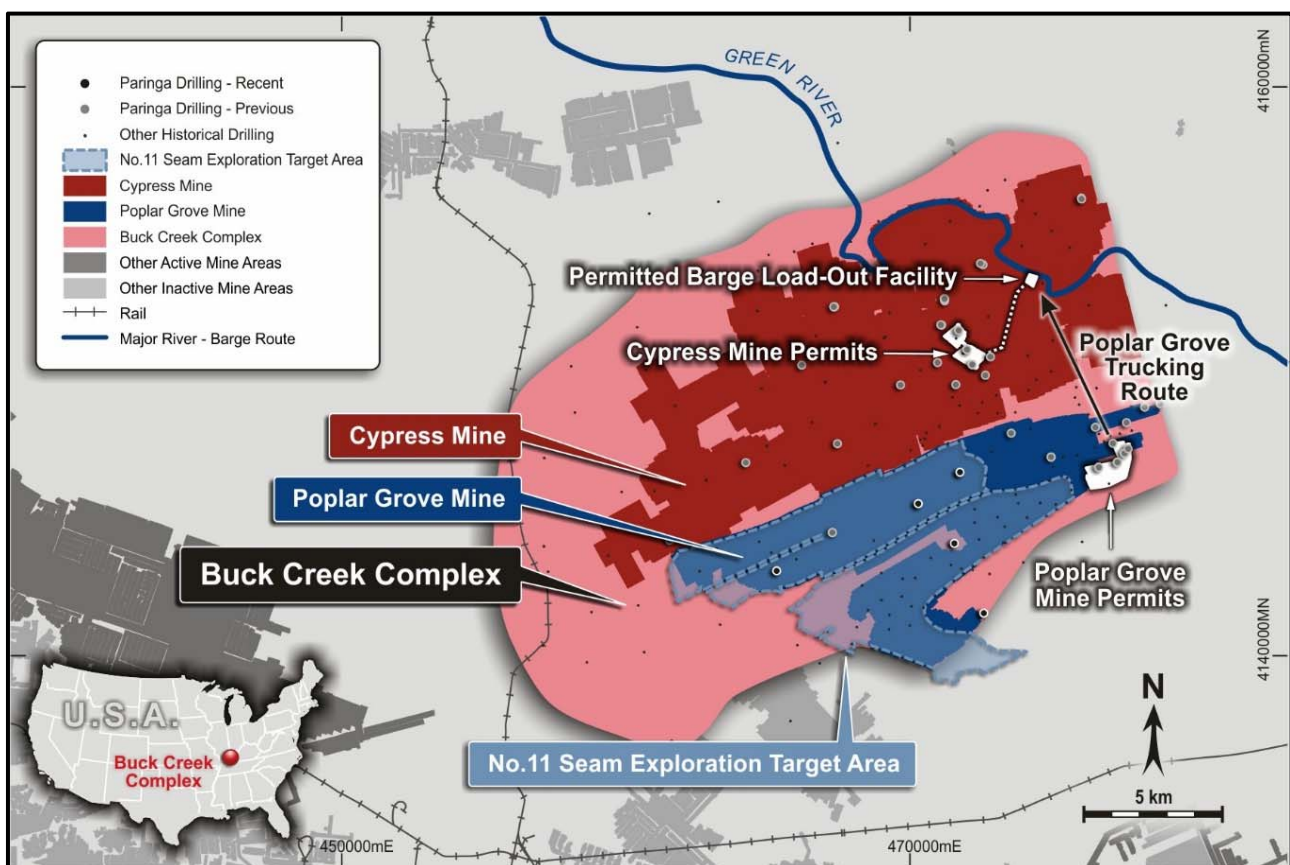 Paringa Drilling - Recent
Paringa Drilling - Previous
Other Historical Drilling
No.11 Seam Exploration Target Area
Cypress Mine
Poplar Grove Mine
Buck Creek Complex
Other Active Mine Areas
Other Inactive Mine Areas
Rail
Major River - Barge Route
GREEN RIVER
4160000mN
Permitted Barge Load-Out Facility
Cypress Mine Permits
Poplar Grove
Trucking
Route
Cypress Mine
Poplar Grove Mine
Buck Creek Complex
Poplar Grove
Mine Permits
4140000MN
U.S.A.
Buck Creek
Complex
No.11 Seam Exploration Target Area
N
5 km
450000mE
470000mE